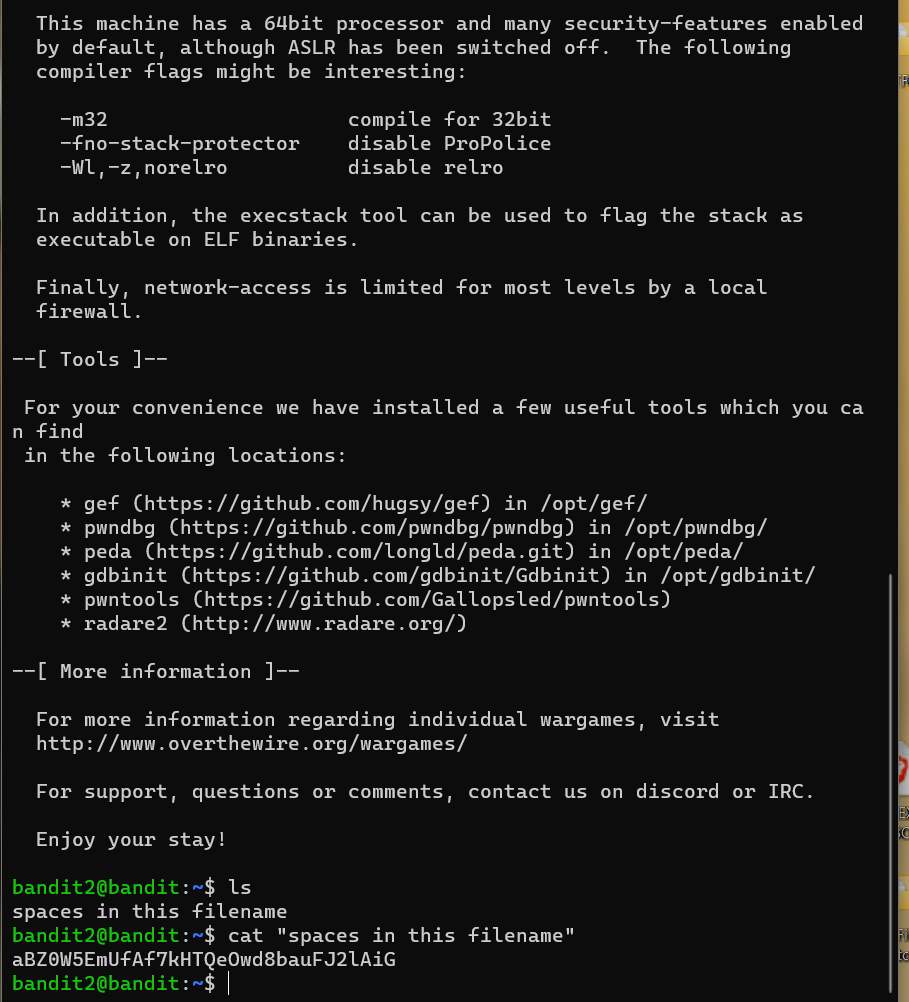 This machine has a 64bit processor and many security-features enabled
by default, although ASLR has been switched off.  The following
compiler flags might be interesting:
-m32                    compile for 32bit
-fno-stack-protector    disable ProPolice
-Wl,-z,norelro          disable relro
In addition, the execstack tool can be used to flag the stack as
executable on ELF binaries.
Finally, network-access is limited for most levels by a local
firewall.
--[ Tools ]--
For your convenience we have installed a few useful tools which you ca
n find
in the following locations:
* gef (https://github.com/hugsy/gef) in /opt/gef/
* pwndbg (https://github.com/pwndbg/pwndbg) in /opt/pwndbg/
* peda (https://github.com/longld/peda.git) in /opt/peda/
* gdbinit (https://github.com/gdbinit/Gdbinit) in /opt/gdbinit/
* pwntools (https://github.com/Gallopsled/pwntools)
* radare2 (http://www.radare.org/)
--[ More information ]--
For more information regarding individual wargames, visit
http://www.overthewire.org/wargames/
For support, questions or comments, contact us on discord or IRC.
Enjoy your stay!
bandit2@bandit:~$ ls
spaces in this filename
bandit2@bandit:~$ cat "spaces in this filename"
aBZ0W5EmUfAf7kHTQeOwd8bauFJ2lAiG
bandit2@bandit:~$